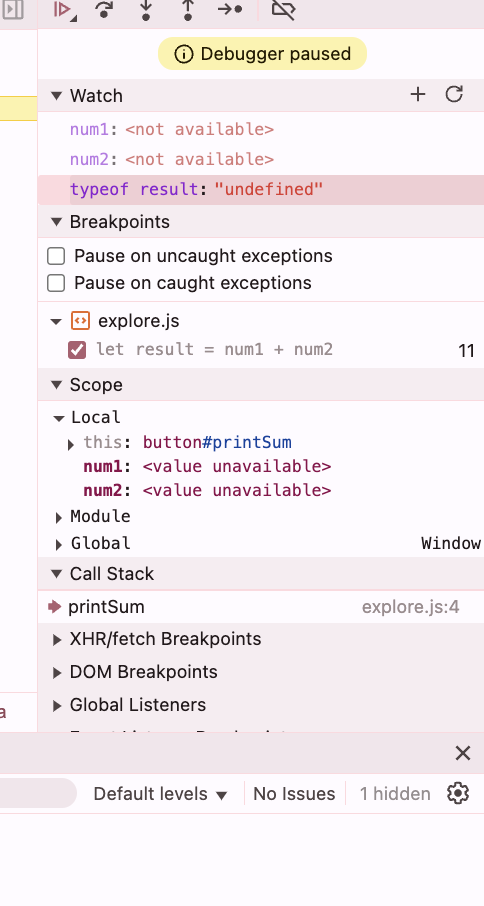 Debugger paused
Watch
num1: <not available>
num2: <not available>
typeof result: "undefined"
Breakpoints
Pause on uncaught exceptions
Pause on caught exceptions
explore.js
let result = num1 + num2 11
Scope
Local
this: button#printSum
num1: <value unavailable>
num2: <value unavailable>
Module
Global Window
Call Stack
printSum explore.js:4
XHR/fetch Breakpoints
DOM Breakpoints
Global Listeners
a
Default levels No Issues 1 hidden